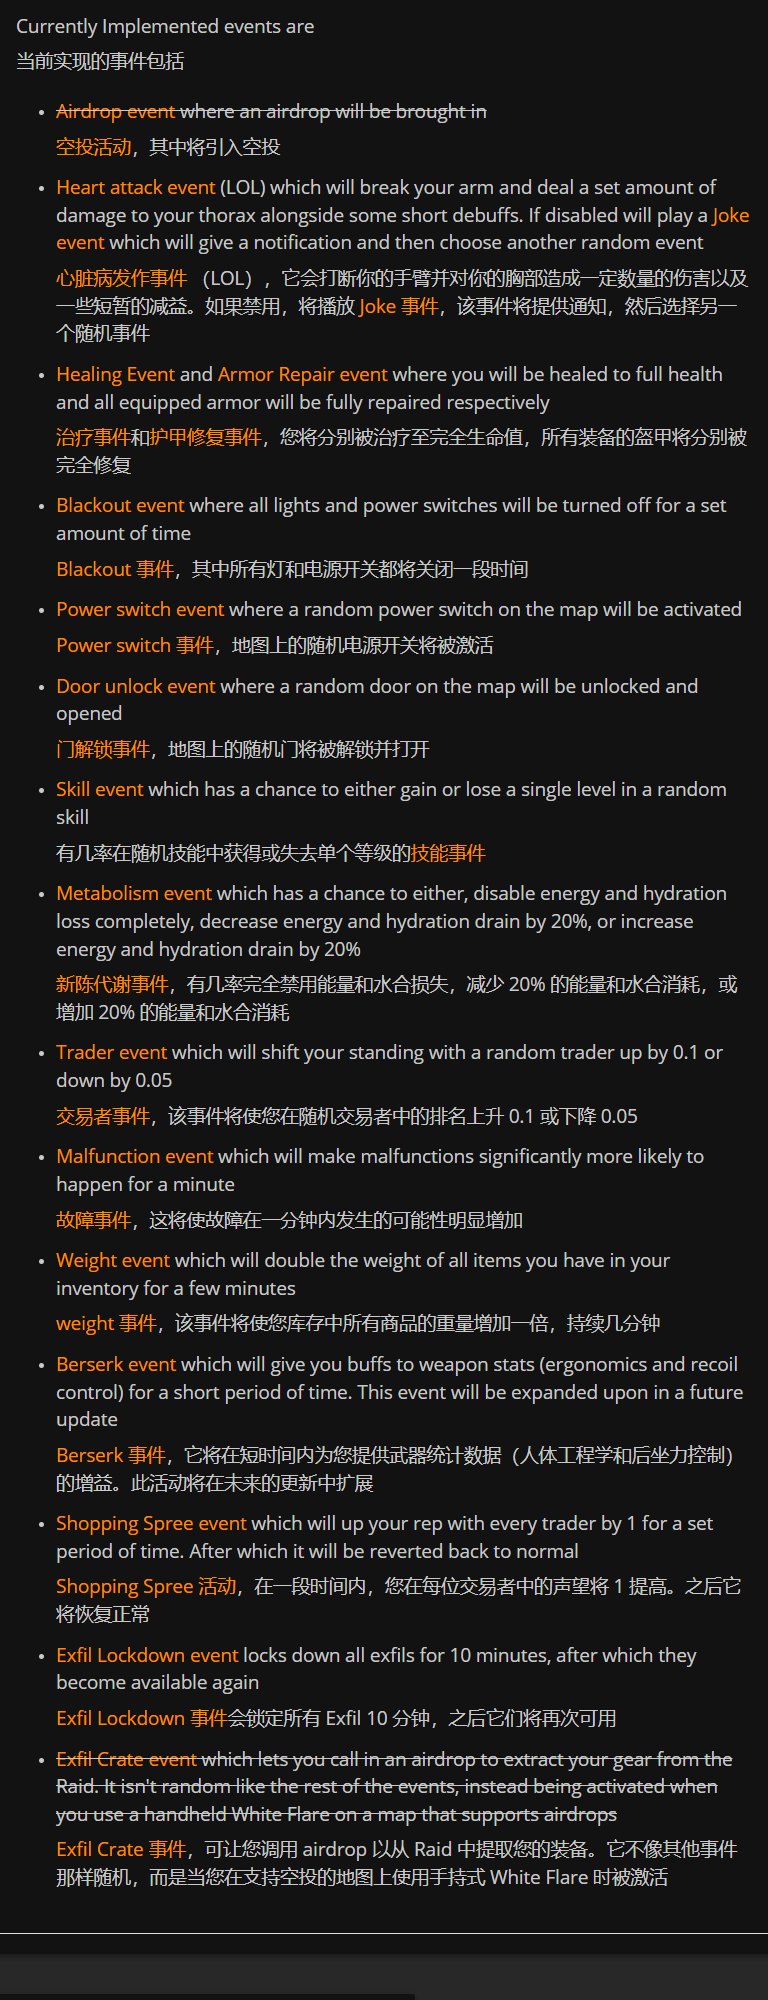 Currently Implemented events are
当前实现的事件包括
Airdrop event where an airdrop will be brought in
空投活动，其中将引入空投
Heart attack event (LOL) which will break your arm and deal a set amount of
damage to your thorax alongside some short debuffs. If disabled will play a Joke
event which will give a notification and then choose another random event
心脏病发作事件 （LOL），它会打断你的手臂并对你的胸部造成一定数量的伤害以及
一些短暂的减益。如果禁用，将播放 Joke 事件，该事件将提供通知，然后选择另一
个随机事件
Healing Event and Armor Repair event where you will be healed to full health
and all equipped armor will be fully repaired respectively
治疗事件和护甲修复事件，您将分别被治疗至完全生命值，所有装备的盔甲将分别被
完全修复
Blackout event where all lights and power switches will be turned off for a set
amount of time
Blackout 事件，其中所有灯和电源开关都将关闭一段时间
Power switch event where a random power switch on the map will be activated
Power switch 事件，地图上的随机电源开关将被激活
Door unlock event where a random door on the map will be unlocked and
opened
门解锁事件，地图上的随机门将被解锁并打开
Skill event which has a chance to either gain or lose a single level in a random
skill
有几率在随机技能中获得或失去单个等级的技能事件
Metabolism event which has a chance to either, disable energy and hydration
loss completely, decrease energy and hydration drain by 20%, or increase
energy and hydration drain by 20%
新陈代谢事件，有几率完全禁用能量和水合损失，减少 20% 的能量和水合消耗，或
增加 20% 的能量和水合消耗
Trader event which will shift your standing with a random trader up by 0.1 or
down by 0.05
交易者事件，该事件将使您在随机交易者中的排名上升 0.1 或下降 0.05
Malfunction event which will make malfunctions significantly more likely to
happen for a minute
故障事件，这将使故障在一分钟内发生的可能性明显增加
Weight event which will double the weight of all items you have in your
inventory for a few minutes
weight 事件，该事件将使您库存中所有商品的重量增加一倍，持续几分钟
Berserk event which will give you buffs to weapon stats (ergonomics and recoil
control) for a short period of time. This event will be expanded upon in a future
update
Berserk 事件，它将在短时间内为您提供武器统计数据（人体工程学和后坐力控制）
的增益。此活动将在未来的更新中扩展
Shopping Spree event which will up your rep with every trader by 1 for a set
period of time. After which it will be reverted back to normal
Shopping Spree 活动，在一段时间内，您在每位交易者中的声望将 1 提高。之后它
将恢复正常
Exfil Lockdown event locks down all exfils for 10 minutes, after which they
become available again
Exfil Lockdown 事件会锁定所有 Exfil 10 分钟，之后它们将再次可用
Exfil Crate event which lets you call in an airdrop to extract your gear from the
Raid. It isn't random like the rest of the events, instead being activated when
you use a handheld White Flare on a map that supports airdrops
Exfil Crate 事件，可让您调用 airdrop 以从 Raid 中提取您的装备。它不像其他事件
那样随机，而是当您在支持空投的地图上使用手持式 White Flare 时被激活